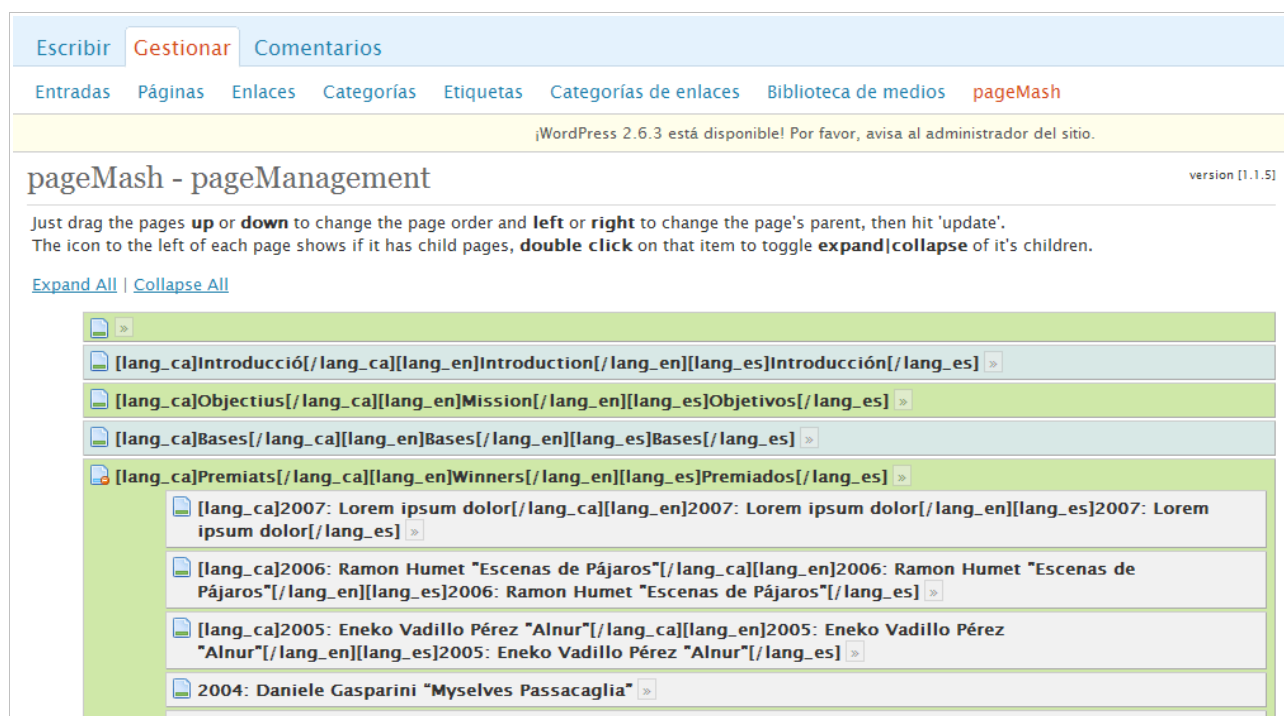 Escribir Gestionar Comentarios
Entradas Páginas Enlaces Categorías Etiquetas Categorías de enlaces Biblioteca de medios pageMash
¡WordPress 2.6.3 está disponible! Por favor, avisa al administrador del sitio.
pageMash - pageManagement version [1.1.5]
Just drag the pages up or down to change the page order and left or right to change the page's parent, then hit 'update'.
The icon to the left of each page shows if it has child pages, double click on that item to toggle expand|collapse of it's children.
Expand All | Collapse All
»
[lang_ca]Introducció[/lang_ca][lang_en]Introduction[/lang_en][lang_es]Introducción[/lang_es] »
[lang_ca]Objectius[/lang_ca][lang_en]Mission[/lang_en][lang_es]Objetivos[/lang_es] »
[lang_ca]Bases[/lang_ca][lang_en]Bases[/lang_en][lang_es]Bases[/lang_es] »
[lang_ca]Premiats[/lang_ca][lang_en]Winners[/lang_en][lang_es]Premiados[/lang_es] »
[lang_ca]2007: Lorem ipsum dolor[/lang_ca][lang_en]2007: Lorem ipsum dolor[/lang_en][lang_es]2007: Lorem
ipsum dolor[/lang_es] »
[lang_ca]2006: Ramon Humet "Escenas de Pájaros"[/lang_ca][lang_en]2006: Ramon Humet "Escenas de
Pájaros"[/lang_en][lang_es]2006: Ramon Humet "Escenas de Pájaros"[/lang_es] »
[lang_ca]2005: Eneko Vadillo Pérez "Alnur"[/lang_ca][lang_en]2005: Eneko Vadillo Pérez
"Alnur"[/lang_en][lang_es]2005: Eneko Vadillo Pérez "Alnur"[/lang_es] »
2004: Daniele Gasparini “Myselves Passacaglia” »